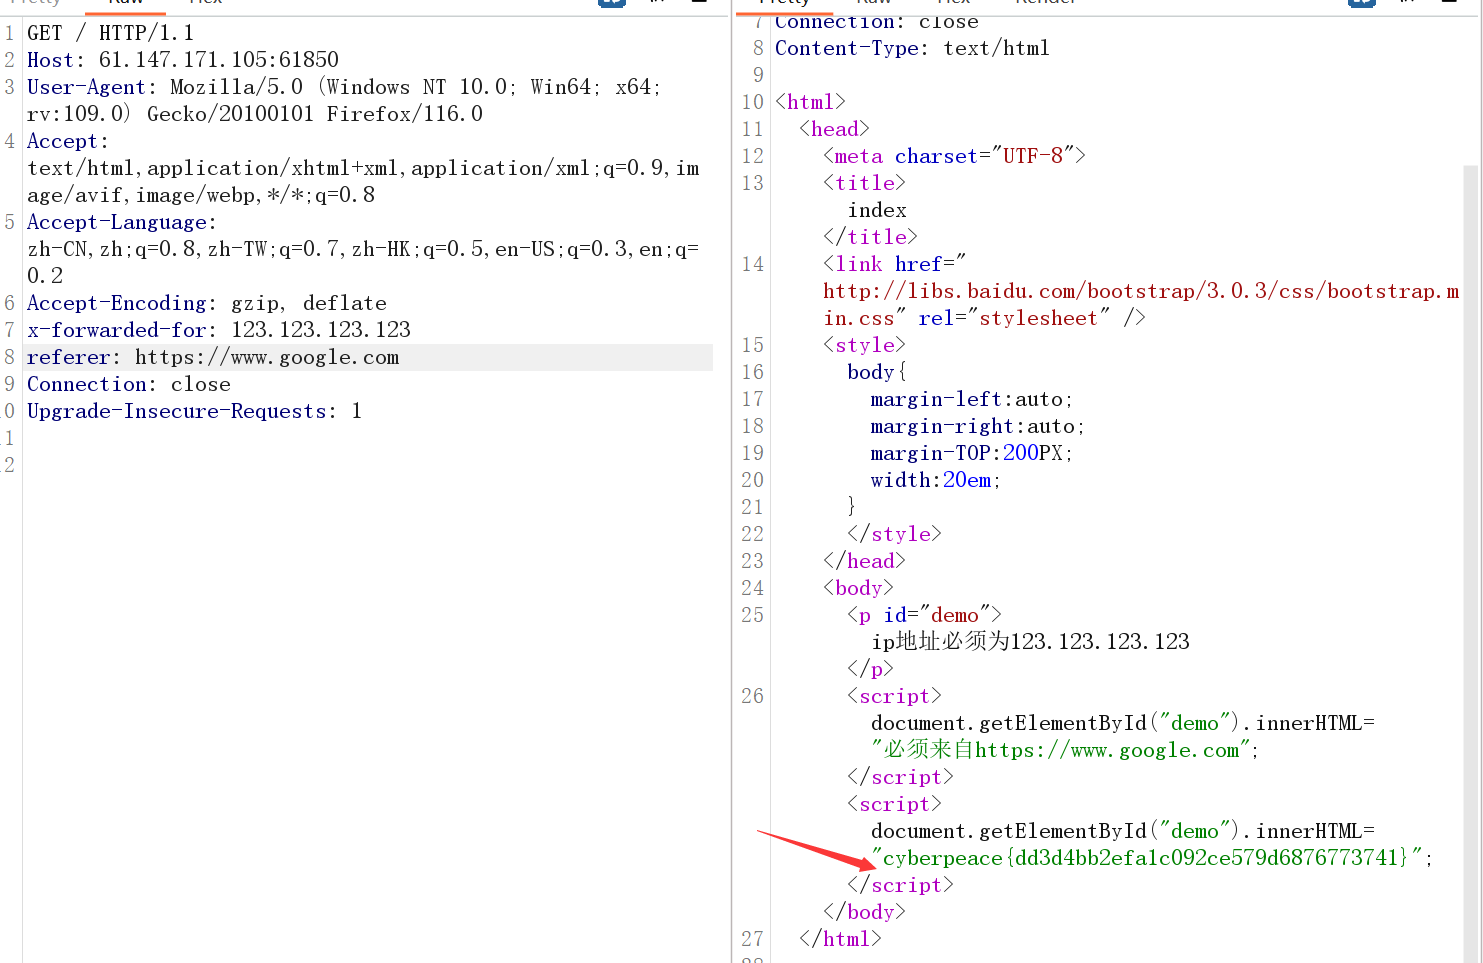 1 GET / HTTP/1.1
2 Host: 61.147.171.105:61850
3 User-Agent: Mozilla/5.0 (Windows NT 10.0; Win64; x64;
rv:109.0) Gecko/20100101 Firefox/116.0
4 Accept:
text/html,application/xhtml+xml,application/xml;q=0.9,im
age/avif,image/webp,*/*;q=0.8
5 Accept-Language:
zh-CN,zh;q=0.8,zh-TW;q=0.7,zh-HK;q=0.5,en-US;q=0.3,en;q=
0.2
6 Accept-Encoding: gzip, deflate
7 x-forwarded-for: 123.123.123.123
8 referer: https://www.google.com
9 Connection: close
0 Upgrade-Insecure-Requests: 1
1
2
7 Connection: close
8 Content-Type: text/html
9
10 <html>
11 <head>
12 <meta charset="UTF-8">
13 <title>
index
</title>
14 <link href="
http://libs.baidu.com/bootstrap/3.0.3/css/bootstrap.m
in.css" rel="stylesheet" />
15 <style>
16 body{
17 margin-left:auto;
18 margin-right:auto;
19 margin-TOP:200PX;
20 width:20em;
21 }
22 </style>
23 </head>
24 <body>
25 <p id="demo">
ip地址必须为123.123.123.123
</p>
26 <script>
document.getElementById("demo").innerHTML=
"必须来自https://www.google.com";
</script>
<script>
document.getElementById("demo").innerHTML=
"cyberpeace{dd3d4bb2efa1c092ce579d6876773741}";
</script>
</body>
27 </html>